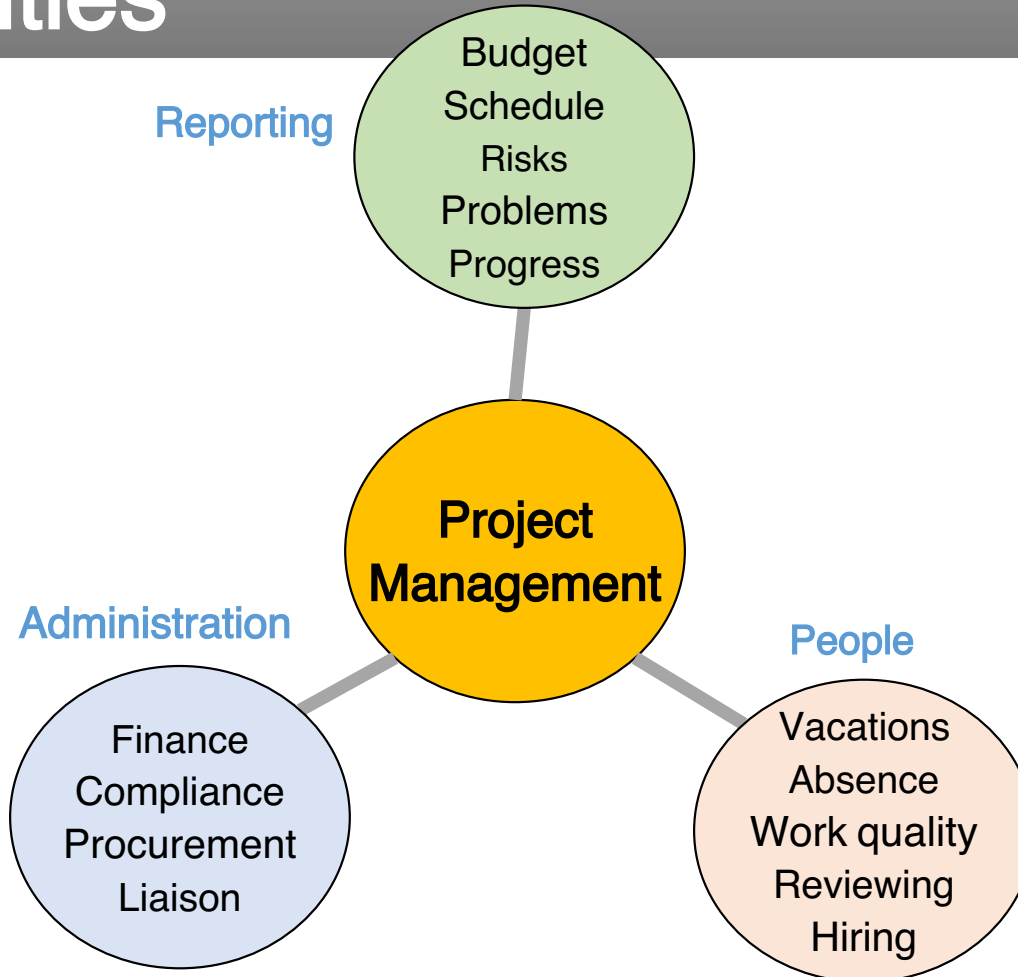 Reporting
Budget
Schedule
Risks
Problems
Progress
Project
Management
Administration
Finance
Compliance
Procurement
Liaison
People
Vacations
Absence
Work quality
Reviewing
Hiring